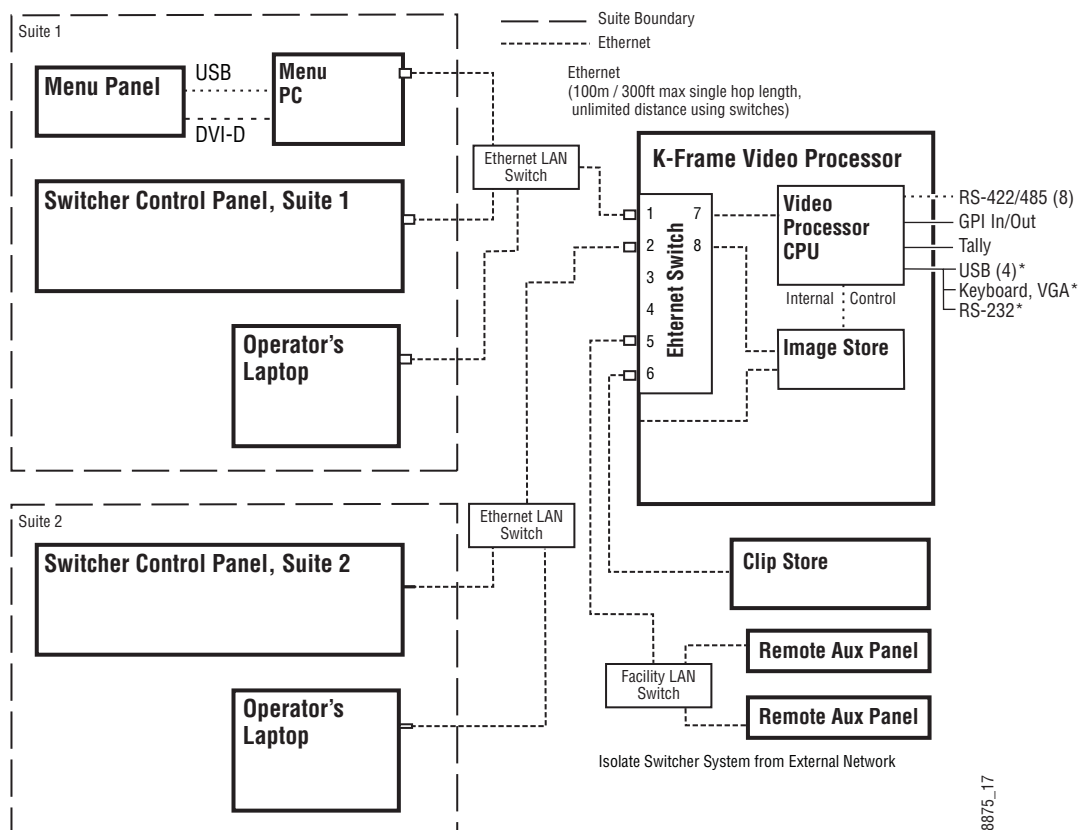 Suite Boundary
Ethernet
Ethernet
(100m / 300ft max single hop length,
unlimited distance using switches)
Suite 1
Menu Panel
USB
DVI-D
Menu
PC
Switcher Control Panel, Suite 1
Operator's
Laptop
Ethernet LAN
Switch
K-Frame Video Processor
1
2
3
4
5
6
7
8
Ehternet Switch
Video
Processor
CPU
Internal
Control
Image Store
RS-422/485 (8)
GPI In/Out
Tally
USB (4)*
Keyboard, VGA*
RS-232*
Suite 2
Switcher Control Panel, Suite 2
Operator's
Laptop
Ethernet LAN
Switch
Clip Store
Facility LAN
Switch
Remote Aux Panel
Remote Aux Panel
Isolate Switcher System from External Network
8875_17